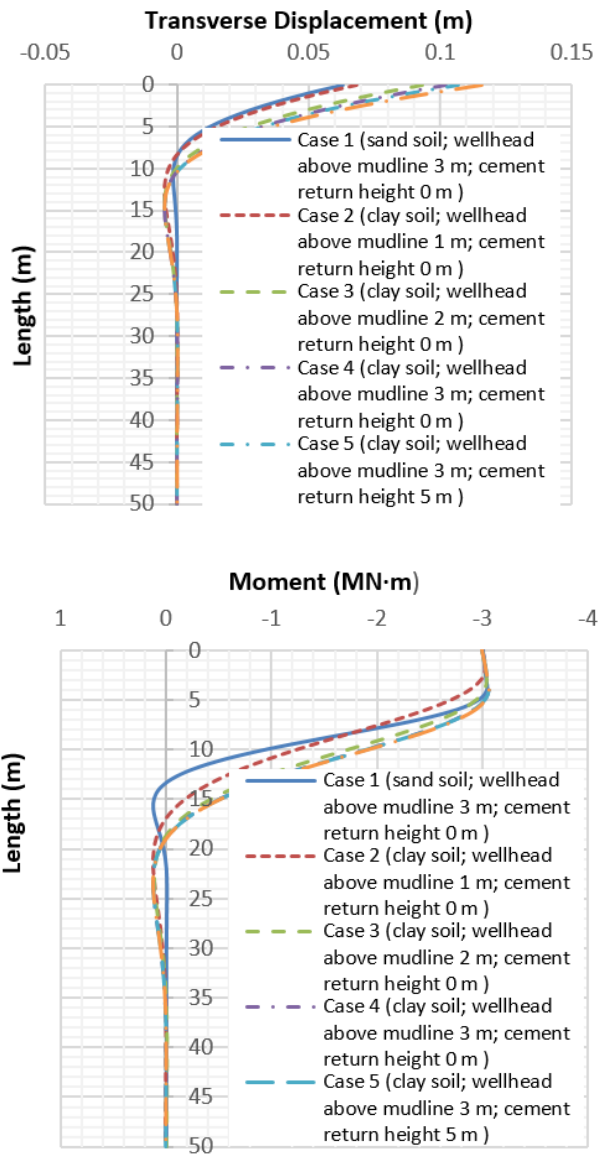 Transverse Displacement (m)
-0.05 0 0.05 0.1 0.15
0
5
10
15
20
25
30
35
40
45
50
Length (m)
Case 1 (sand soil; wellhead
above mudline 3 m; cement
return height 0 m )
Case 2 (clay soil; wellhead
above mudline 1 m; cement
return height 0 m )
Case 3 (clay soil; wellhead
above mudline 2 m; cement
return height 0 m )
Case 4 (clay soil; wellhead
above mudline 3 m; cement
return height 0 m )
Case 5 (clay soil; wellhead
above mudline 3 m; cement
return height 5 m )
Moment (MN·m)
1 0 -1 -2 -3 -4
0
5
10
15
20
25
30
35
40
45
50
Length (m)
Case 1 (sand soil; wellhead
above mudline 3 m; cement
return height 0 m )
Case 2 (clay soil; wellhead
above mudline 1 m; cement
return height 0 m )
Case 3 (clay soil; wellhead
above mudline 2 m; cement
return height 0 m )
Case 4 (clay soil; wellhead
above mudline 3 m; cement
return height 0 m )
Case 5 (clay soil; wellhead
above mudline 3 m; cement
return height 5 m )